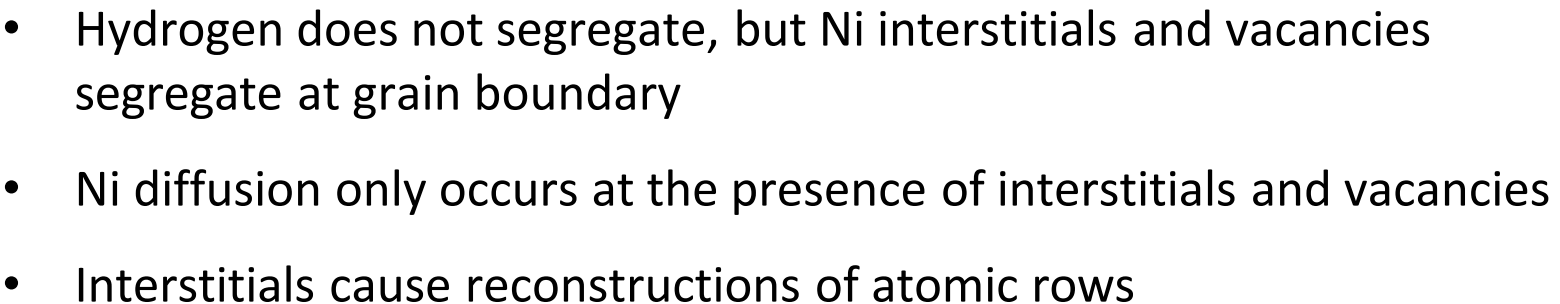 • Hydrogen does not segregate, but Ni interstitials and vacancies
segregate at grain boundary
• Ni diffusion only occurs at the presence of interstitials and vacancies
• Interstitials cause reconstructions of atomic rows